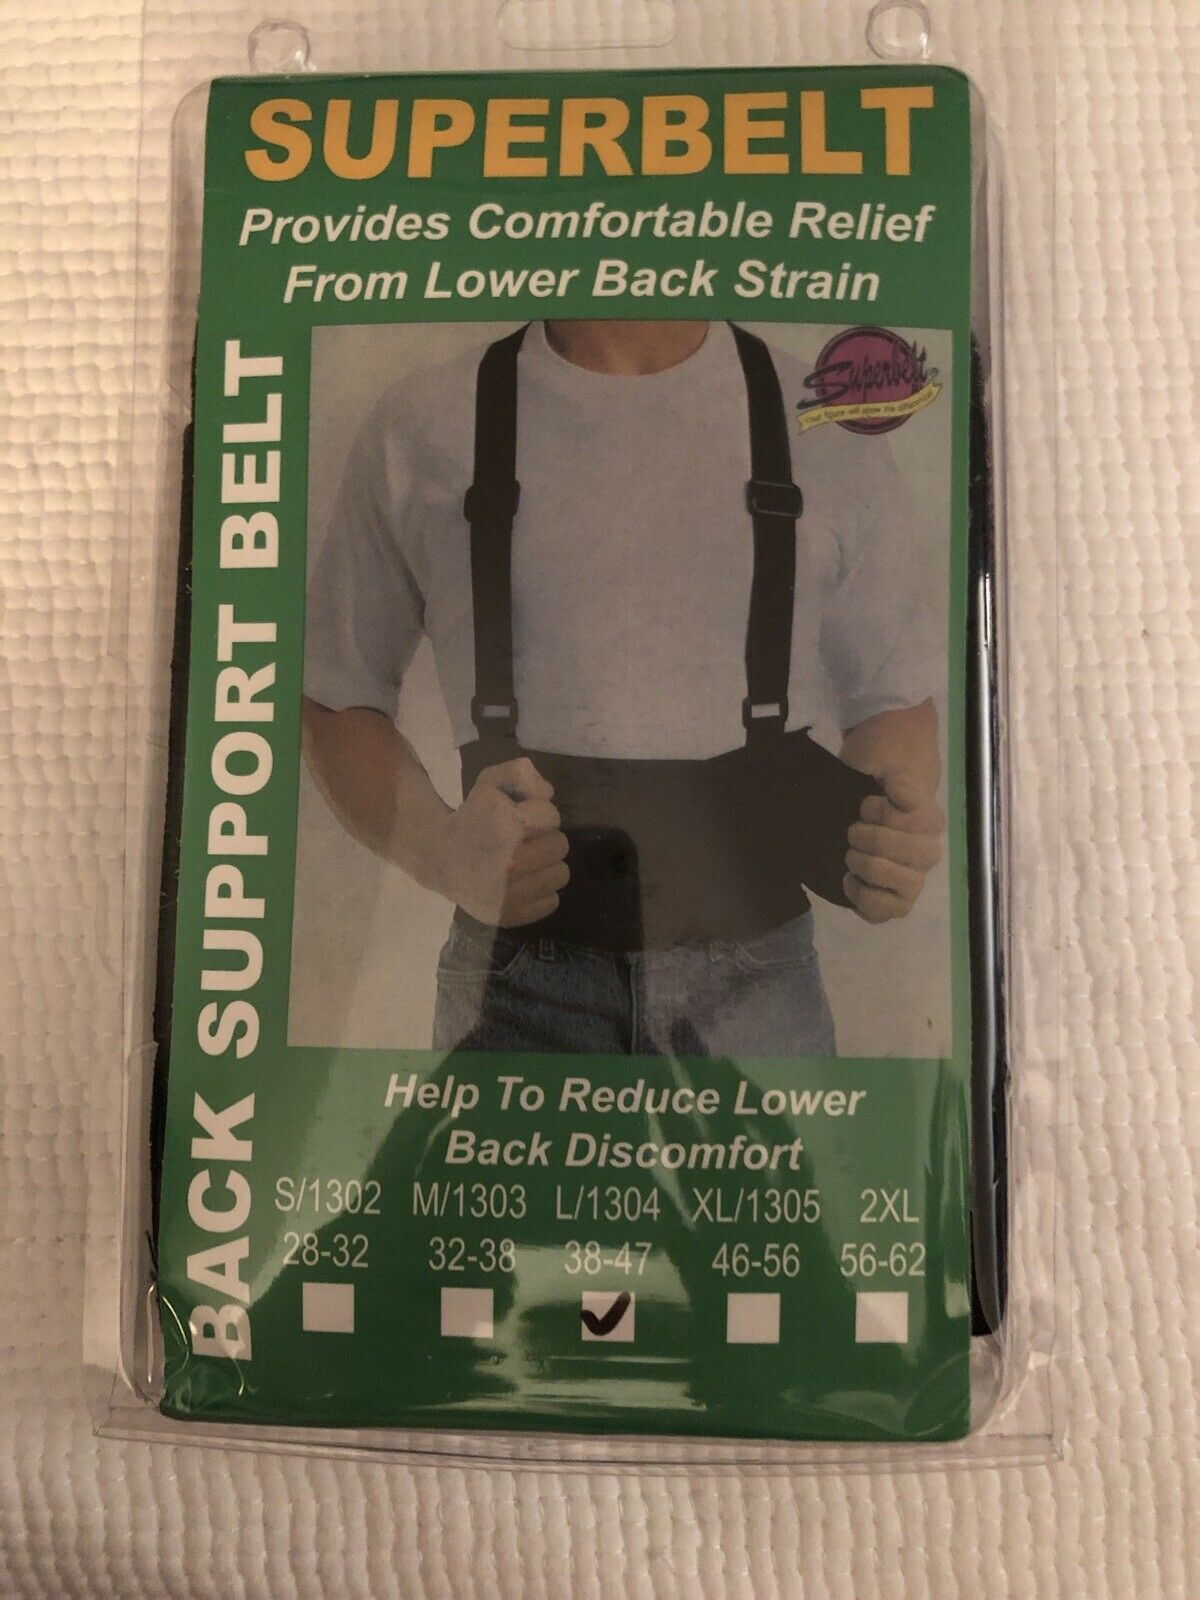 SUPERBELT
Provides Comfortable Relief
From Lower Back Strain
BACK SUPPORT BELT
Superbelt
Help To Reduce Lower
Back Discomfort
S/1302 M/1303 L/1304 XL/1305 2XL
28-32 32-38 38-47 46-56 56-62